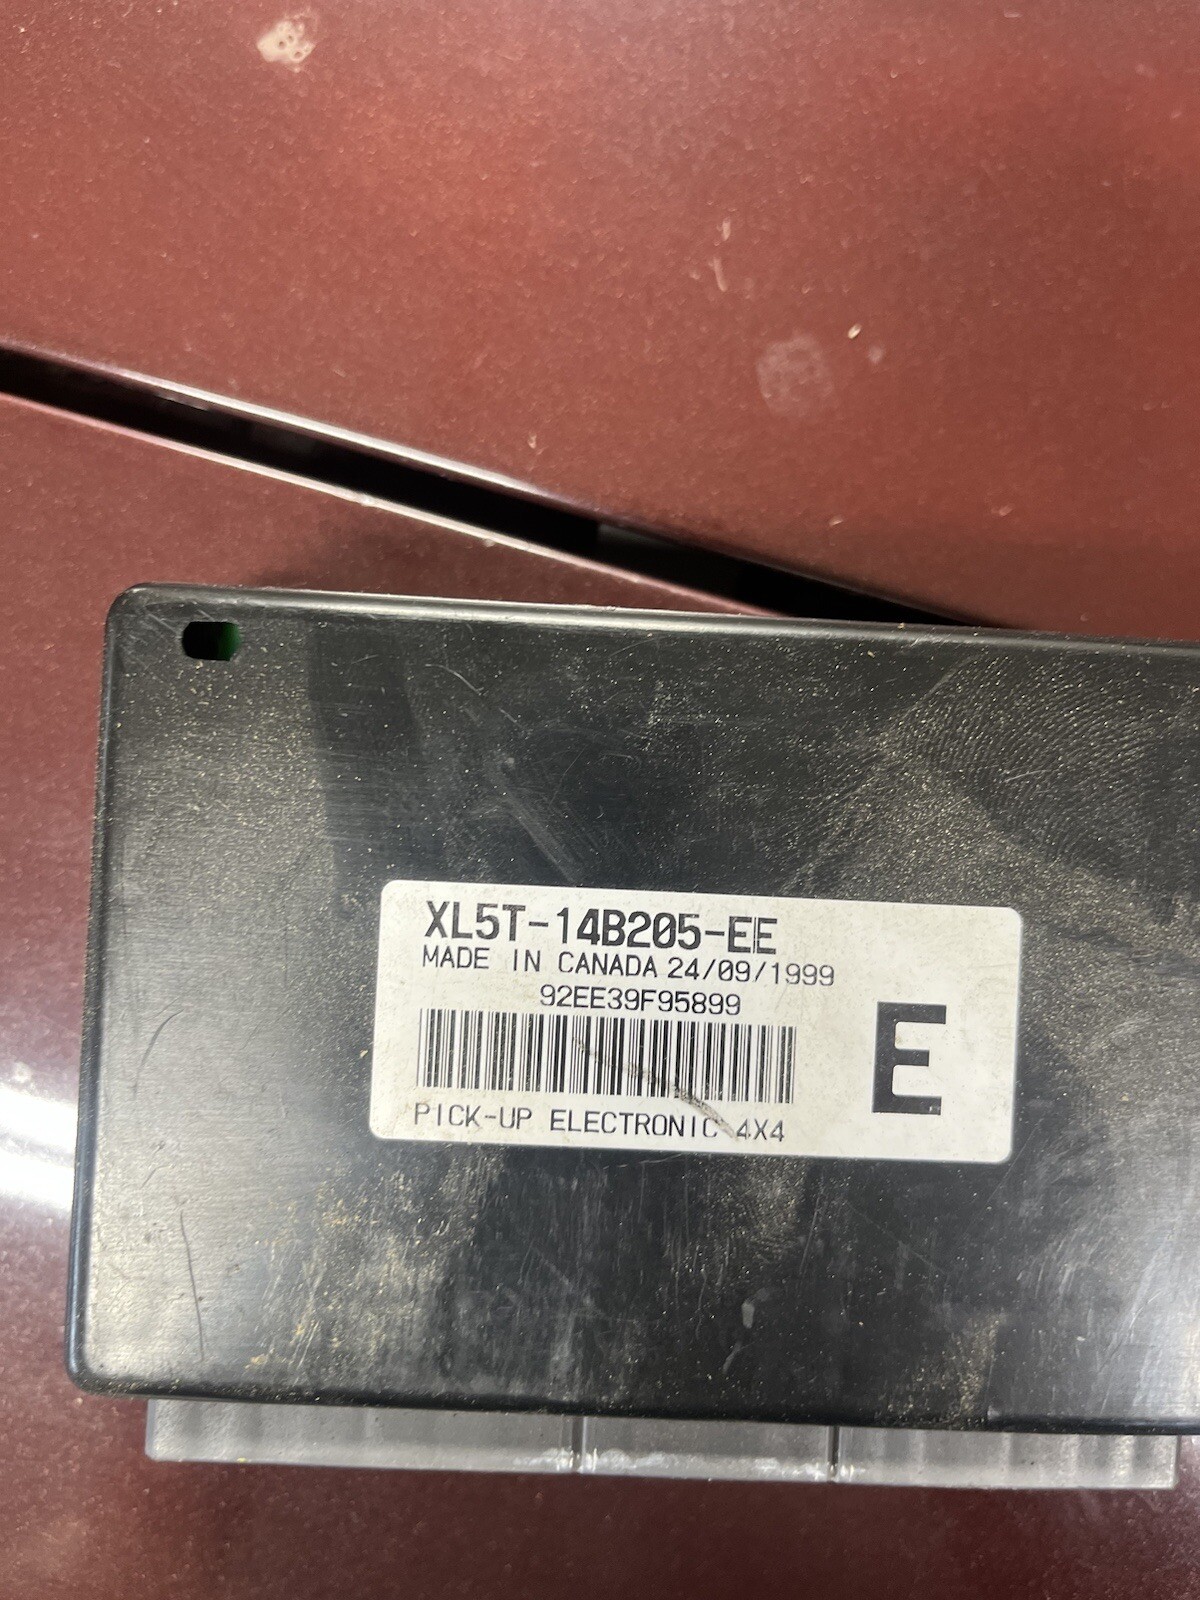 XL5T-14B205-EE
MADE IN CANADA 24/09/1999
92EE39F95899
E
PICK-UP ELECTRONIC 4X4